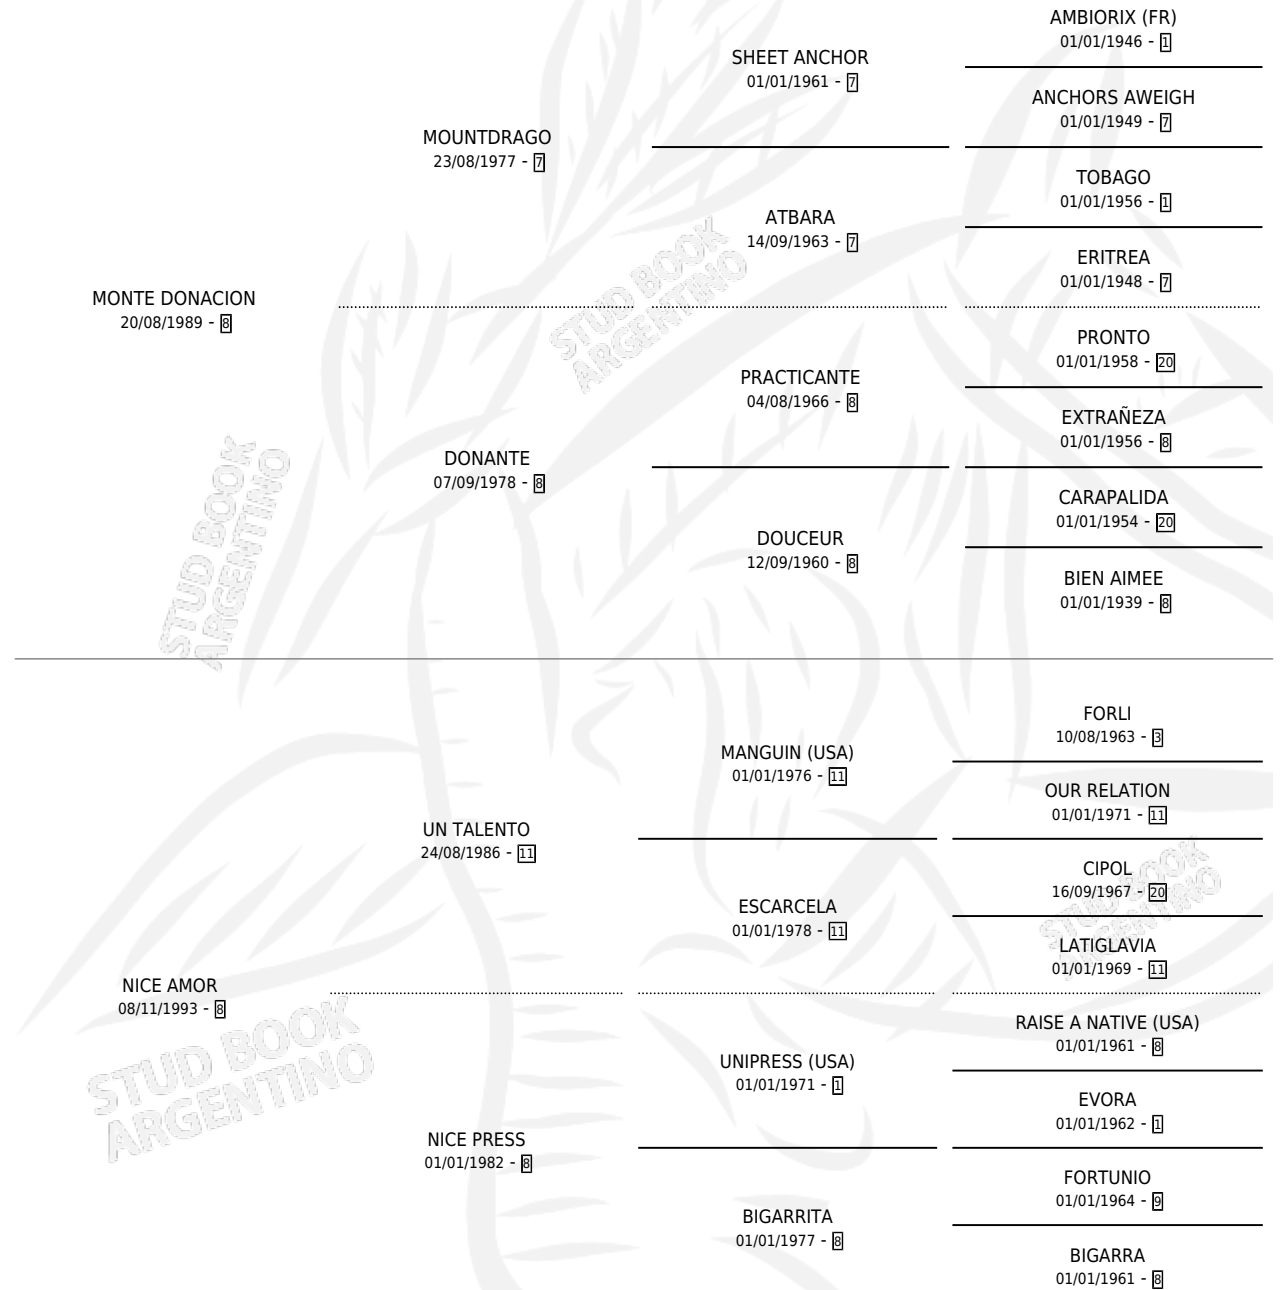 AMBIORIX (FR)
01/01/1946 - 1
SHEET ANCHOR
01/01/1961 - 7
ANCHORS AWEIGH
01/01/1949 - 7
MOUNTDRAGO
23/08/1977 - 7
TOBAGO
01/01/1956 - 1
ATBARA
14/09/1963 - 7
ERITREA
01/01/1948 - 7
MONTE DONACION
20/08/1989 - 8
PRONTO
01/01/1958 - 20
PRACTICANTE
04/08/1966 - 8
EXTRAÑEZA
01/01/1956 - 8
DONANTE
07/09/1978 - 8
CARAPALIDA
01/01/1954 - 20
DOUCEUR
12/09/1960 - 8
BIEN AIMEE
01/01/1939 - 8
STUD BOOK
ARGENTINO
STUD BOOK
ARGENTINO
FORLI
10/08/1963 - 3
MANGUIN (USA)
01/01/1976 - 11
OUR RELATION
01/01/1971 - 11
UN TALENTO
24/08/1986 - 11
CIPOL
16/09/1967 - 20
ESCARCELA
01/01/1978 - 11
LATIGLAVIA
01/01/1969 - 11
STUD BOOK
ARGENTINO
NICE AMOR
08/11/1993 - 8
RAISE A NATIVE (USA)
01/01/1961 - 8
UNIPRESS (USA)
01/01/1971 - 1
EVORA
01/01/1962 - 1
NICE PRESS
01/01/1982 - 8
FORTUNIO
01/01/1964 - 9
BIGARRITA
01/01/1977 - 8
BIGARRA
01/01/1961 - 8
STUD BOOK
ARGENTINO